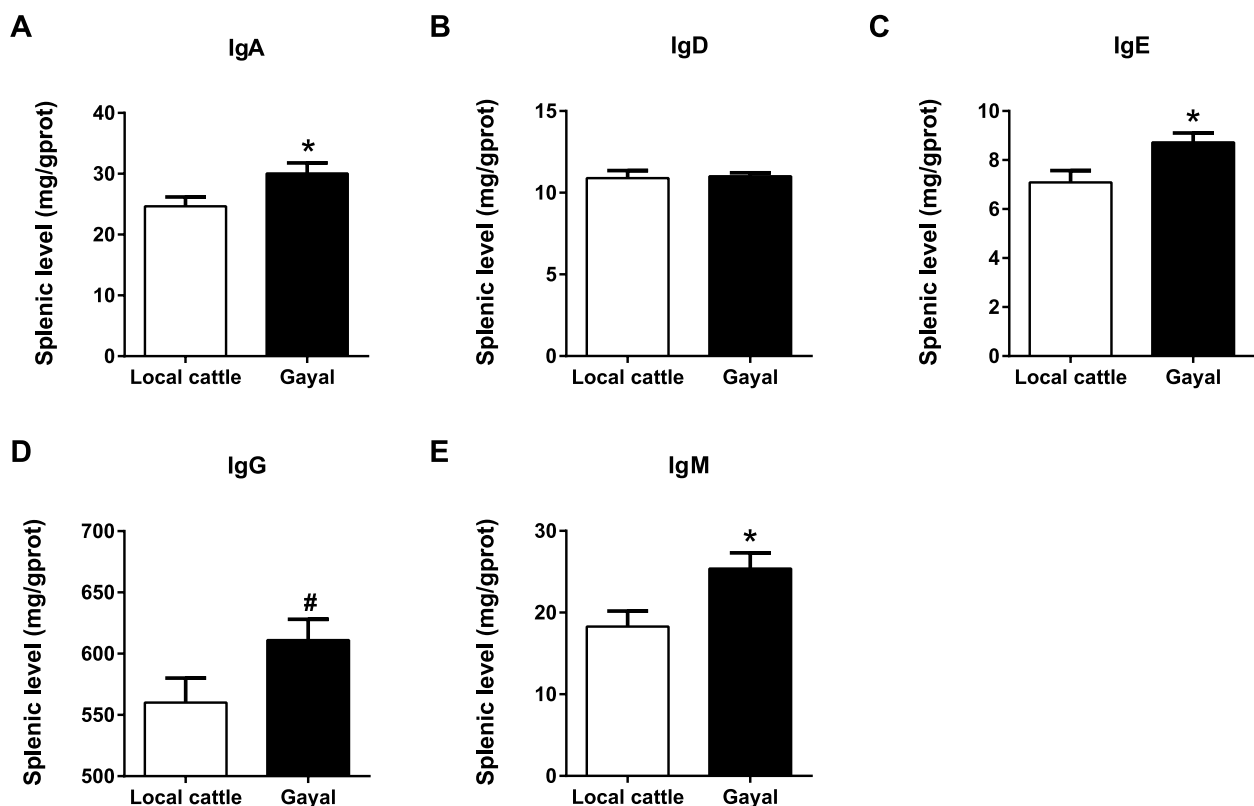 A
IgA
Splenic level (mg/gprot)
40
30
20
10
0
*
Local cattle
Gayal
B
IgD
Splenic level (mg/gprot)
15
10
5
0
Local cattle
Gayal
C
IgE
Splenic level (mg/gprot)
10
8
6
4
2
0
*
Local cattle
Gayal
D
IgG
Splenic level (mg/gprot)
700
650
600
550
500
#
Local cattle
Gayal
E
IgM
Splenic level (mg/gprot)
30
20
10
0
*
Local cattle
Gayal